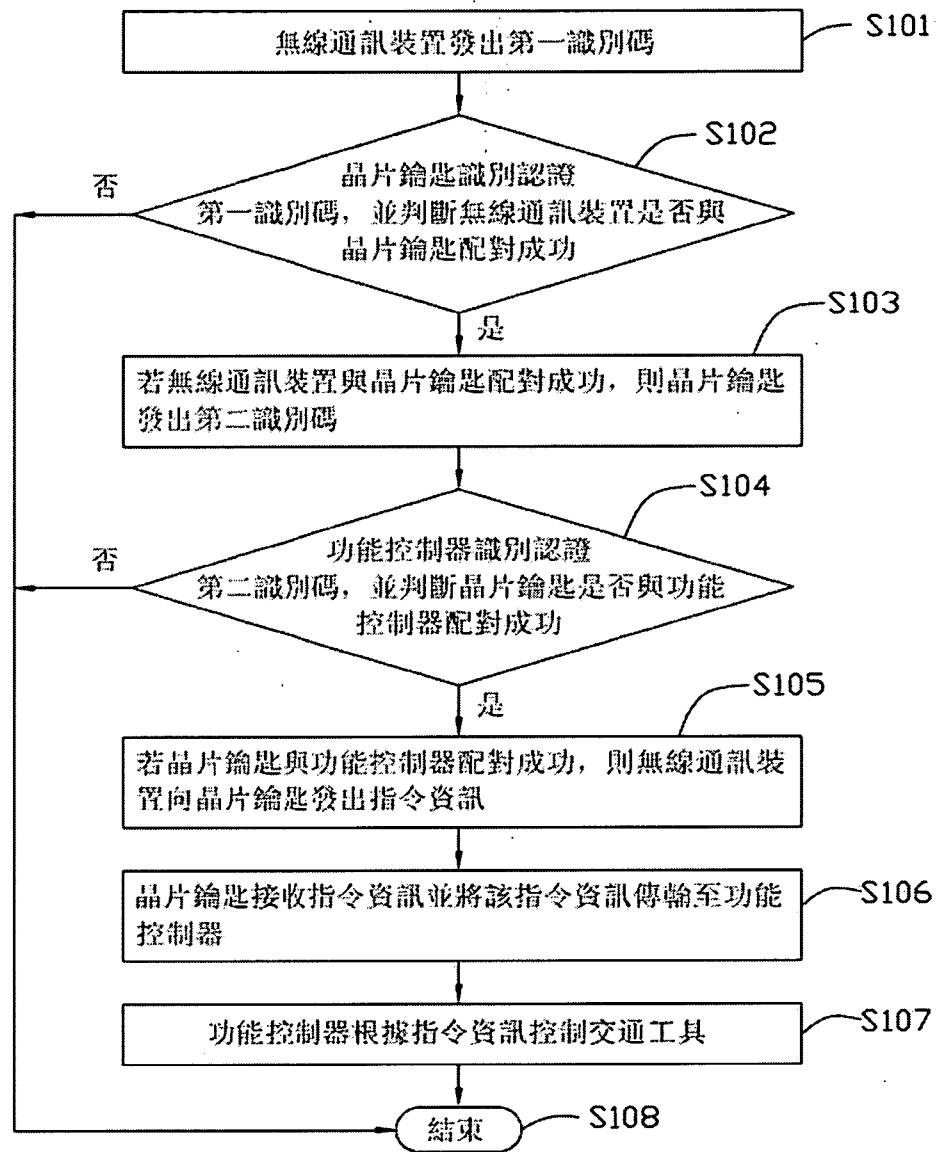 無線通訊裝置發出第一識別碼
S101
晶片鑰匙識別認證
第一識別碼，並判斷無線通訊裝置是否與
晶片鑰匙配對成功
S102
否
是
若無線通訊裝置與晶片鑰匙配對成功，則晶片鑰匙
發出第二識別碼
S103
功能控制器識別認證
第二識別碼，並判斷晶片鑰匙是否與功能
控制器配對成功
S104
否
是
若晶片鑰匙與功能控制器配對成功，則無線通訊裝
置向晶片鑰匙發出指令資訊
S105
晶片鑰匙接收指令資訊並將該指令資訊傳輸至功能
控制器
S106
功能控制器根據指令資訊控制交通工具
S107
結束
S108